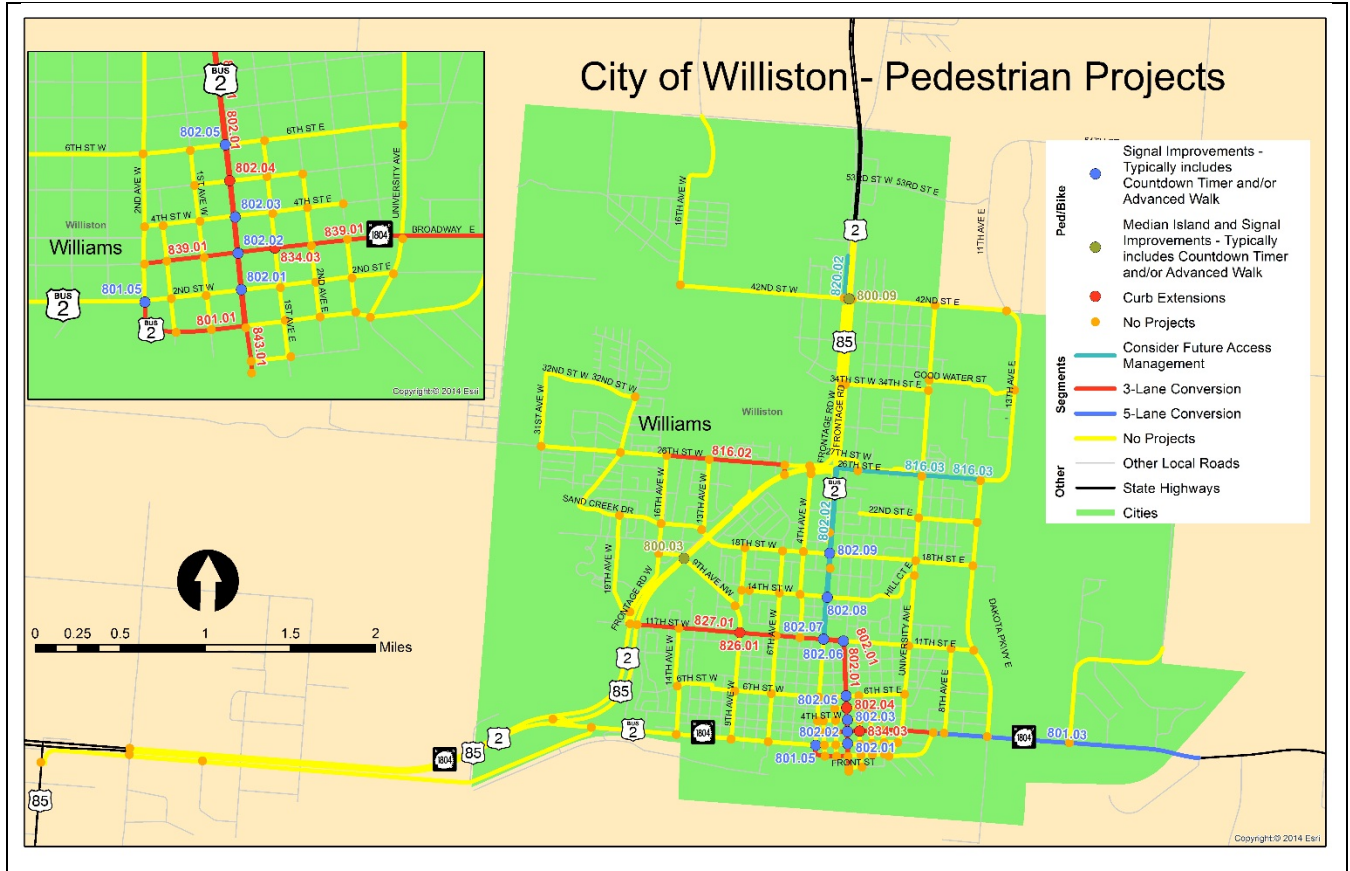 City of Williston - Pedestrian Projects
BUS
2
802.01
802.05
6TH ST E
6TH ST W
802.04
1ST AVE W
2ND AVE W
UNIVERSITY AVE
802.03
4TH ST E
4TH ST W
Williston
Williams
839.01
802.02
839.01
1804
BROADWAY E
834.03
801.05
802.01
2ND ST E
2ND ST W
2ND AVE E
BUS
2
BUS
2
801.01
1ST AVE E
843.01
Copyright:© 2014 Esri
Ped/Bike
Signal Improvements -
Typically includes
Countdown Timer and/or
Advanced Walk
Median Island and Signal
Improvements - Typically
includes Countdown Timer
and/or Advanced Walk
Curb Extensions
No Projects
Segments
Consider Future Access
Management
3-Lane Conversion
5-Lane Conversion
No Projects
Other
Other Local Roads
State Highways
Cities
53RD ST W 53RD ST E
16TH AVE W
11TH AVE E
2
820.02
42ND ST W
800.09
42ND ST E
85
32ND ST W 32ND ST W
34TH ST W 34TH ST E
GOOD WATER ST
13TH AVE E
31ST AVE W
FRONTAGE RD W
FRONTAGE RD
Williams
Williston
26TH ST W
816.02
27TH ST W
26TH ST E
816.03
816.03
BUS
2
SAND CREEK DR
16TH AVE W
13TH AVE W
4TH AVE W
802.02
22ND ST E
800.03
18TH ST W
802.09
18TH ST E
19TH AVE W
FRONTAGE RD W
9TH AVE NW
14TH ST W
802.08
HILL CT E
DAKOTA PKWY E
117TH ST W
827.01
826.01
6TH AVE W
802.07
802.06
802.01
802.01
UNIVERSITY AVE
11TH ST E
14TH AVE W
2
85
6TH ST W
9TH AVE W
6TH ST W
802.05
6TH ST E
8TH AVE E
802.04
4TH ST W
802.03
802.02
834.03
802.01
801.05
FRONT ST
BUS
2
1804
1804
801.03
2
85
1804
85
0
0.25
0.5
1
1.5
2
Miles
Copyright:© 2014 Esri